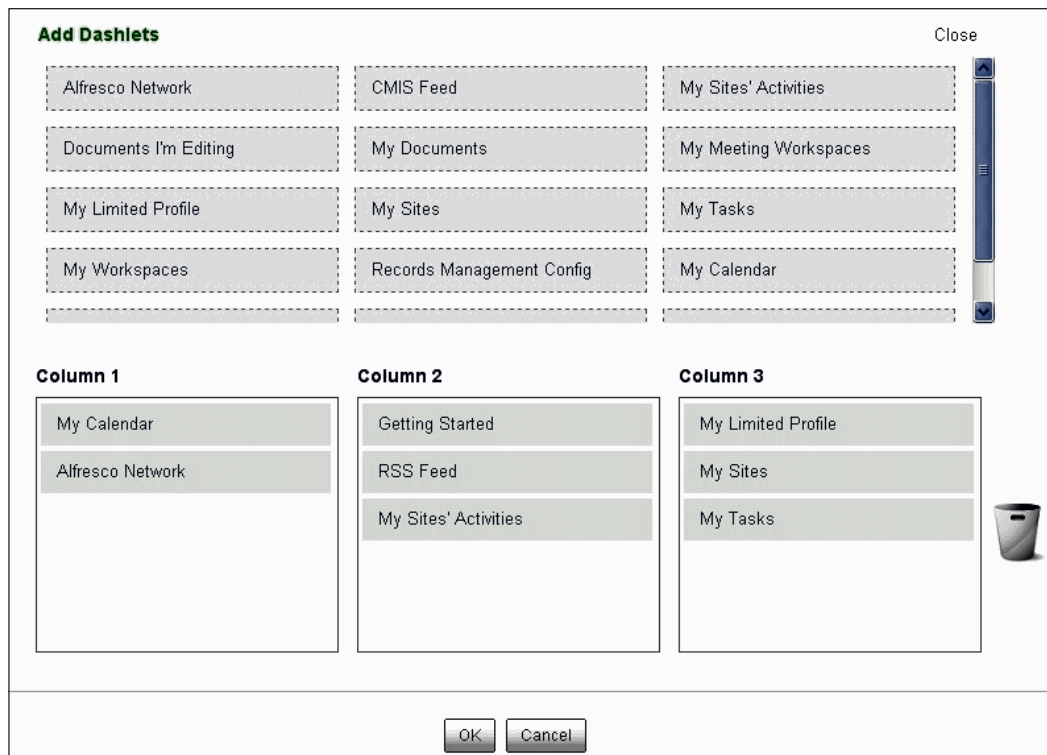 Add Dashlets Close
Alfresco Network CMIS Feed My Sites' Activities
Documents I'm Editing My Documents My Meeting Workspaces
My Limited Profile My Sites My Tasks
My Workspaces Records Management Config My Calendar
Column 1 Column 2 Column 3
My Calendar Getting Started My Limited Profile
Alfresco Network RSS Feed My Sites
My Sites' Activities My Tasks
OK Cancel